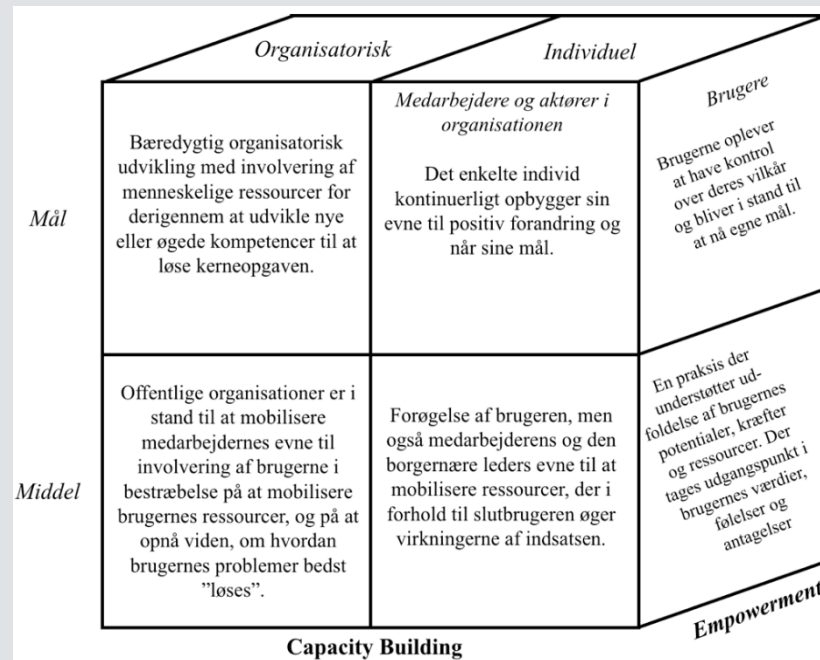 Organisatorisk
Individuel
Brugere
Mål
Bæredygtig organisatorisk
udvikling med involvering af
menneskelige ressourcer for
derigennem at udvikle nye
eller øgede kompetencer til at
løse kerneopgaven.
Medarbejdere og aktører i
organisationen
Det enkelte individ
kontinuerligt opbygger sin
evne til positiv forandring og
når sine mål.
Brugerne oplever
at have kontrol
over deres vilkår
og bliver i stand til
at nå egne mål.
Middel
Offentlige organisationer er i
stand til at mobilisere
medarbejdernes evne til
involvering af brugerne i
bestræbelse på at mobilisere
brugernes ressourcer, og på at
opnå viden, om hvordan
brugernes problemer bedst
”løses”.
Forøgelse af brugeren, men
også medarbejderens og den
borgernære leders evne til at
mobilisere ressourcer, der i
forhold til slutbrugeren øger
virkningerne af indsatsen.
En praksis der
understøtter ud-
foldelse af brugernes
potentialer, kræfter
og ressourcer. Der
tages udgangspunkt i
brugernes værdier,
følelser og
antagelser
Capacity Building
Empowerment